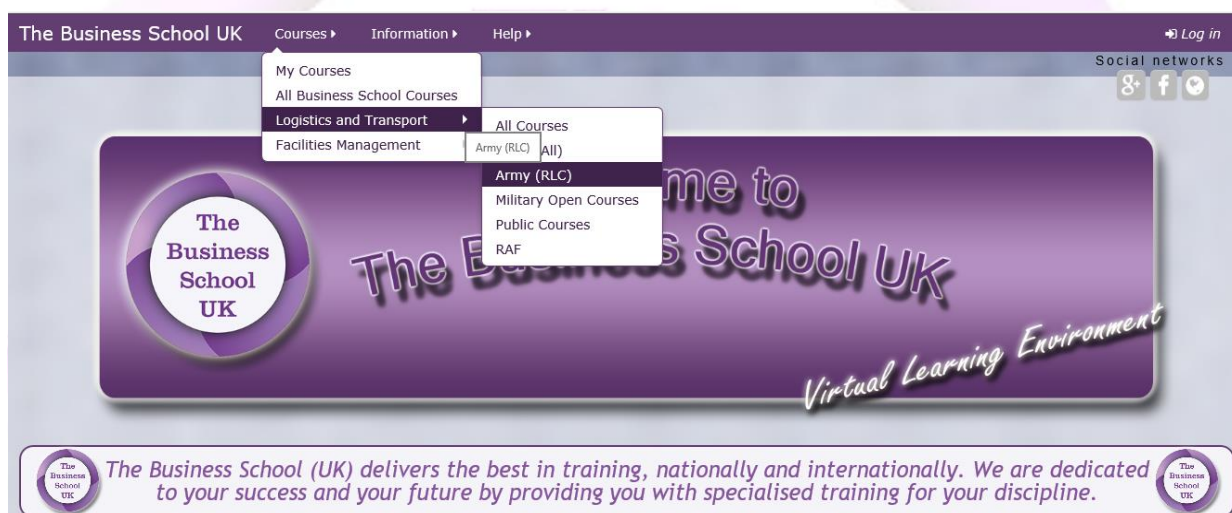 The Business School UK Courses Information Help Log in
Social networks
My Courses
All Business School Courses
Logistics and Transport
Facilities Management
All Courses
All)
Army (RLC)
Army (RLC)
Military Open Courses
Public Courses
RAF
The
Business
School
UK
me to
The Business School UK
Virtual Learning Environment
The
Business
School
UK
The Business School (UK) delivers the best in training, nationally and internationally. We are dedicated
to your success and your future by providing you with specialised training for your discipline.
The
Business
School
UK